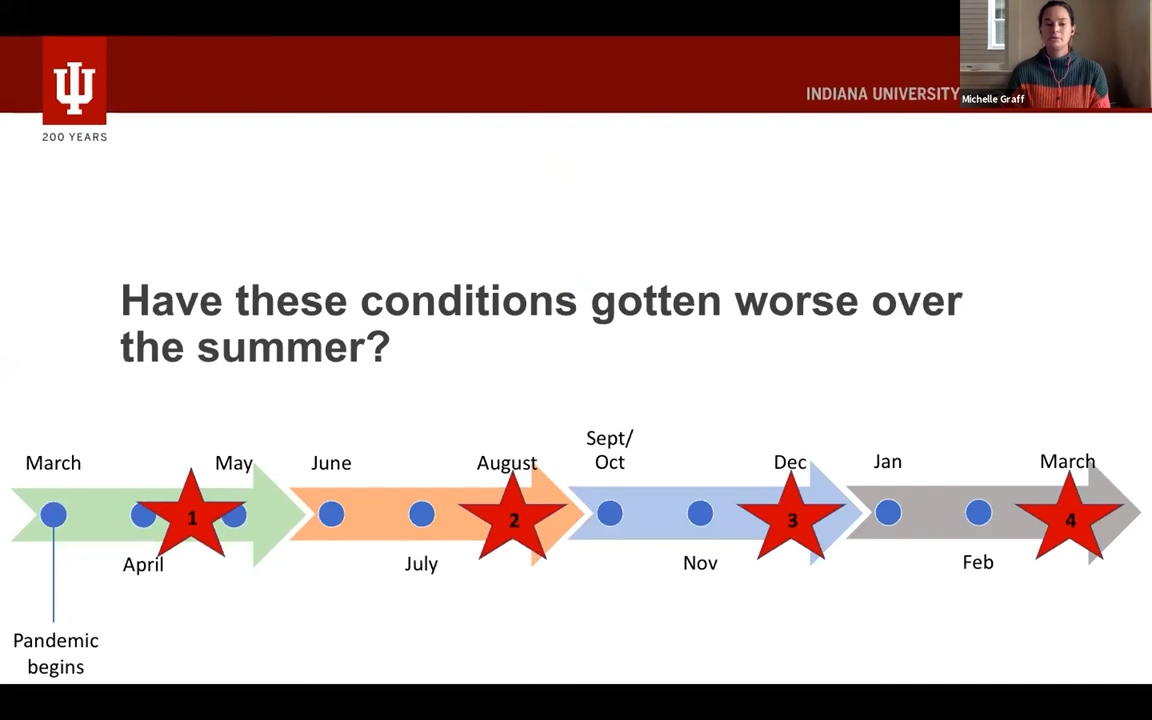 INDIANA UNIVERSITY
Michelle Graff
200 YEARS
Have these conditions gotten worse over
the summer?
Sept/
March
May
June
August
Oct
Dec
Jan
March
1
2
3
4
April
July
Nov
Feb
Pandemic
begins